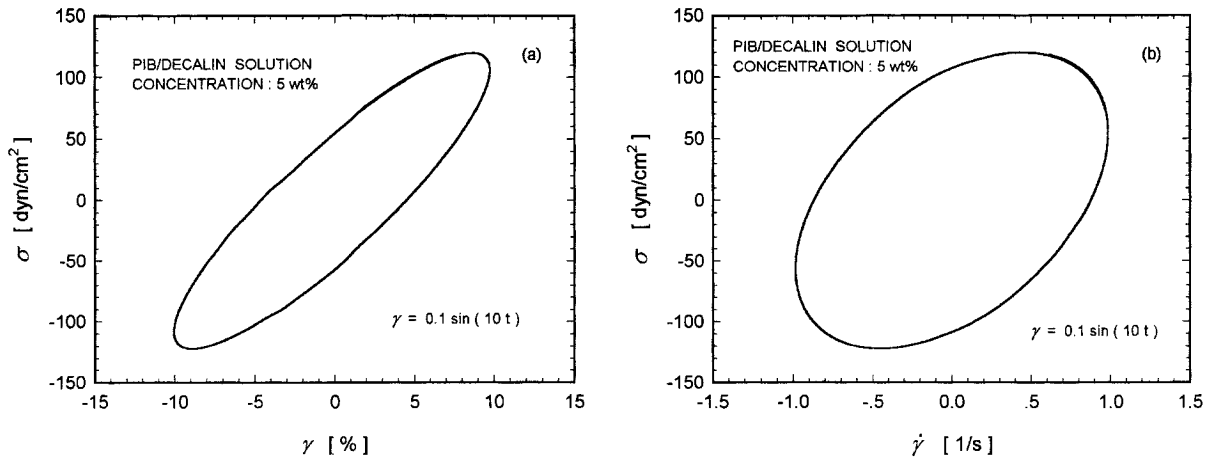 150
100
50
0
-50
-100
-150
-15
-10
-5
0
5
10
15
σ [ dyn/cm² ]
γ [ % ]
PIB/DECALIN SOLUTION
CONCENTRATION : 5 wt%
(a)
γ = 0.1 sin ( 10 t )
150
100
50
0
-50
-100
-150
-1.5
-1.0
-.5
0.0
.5
1.0
1.5
σ [ dyn/cm² ]
γ̇ [ 1/s ]
PIB/DECALIN SOLUTION
CONCENTRATION : 5 wt%
(b)
γ = 0.1 sin ( 10 t )